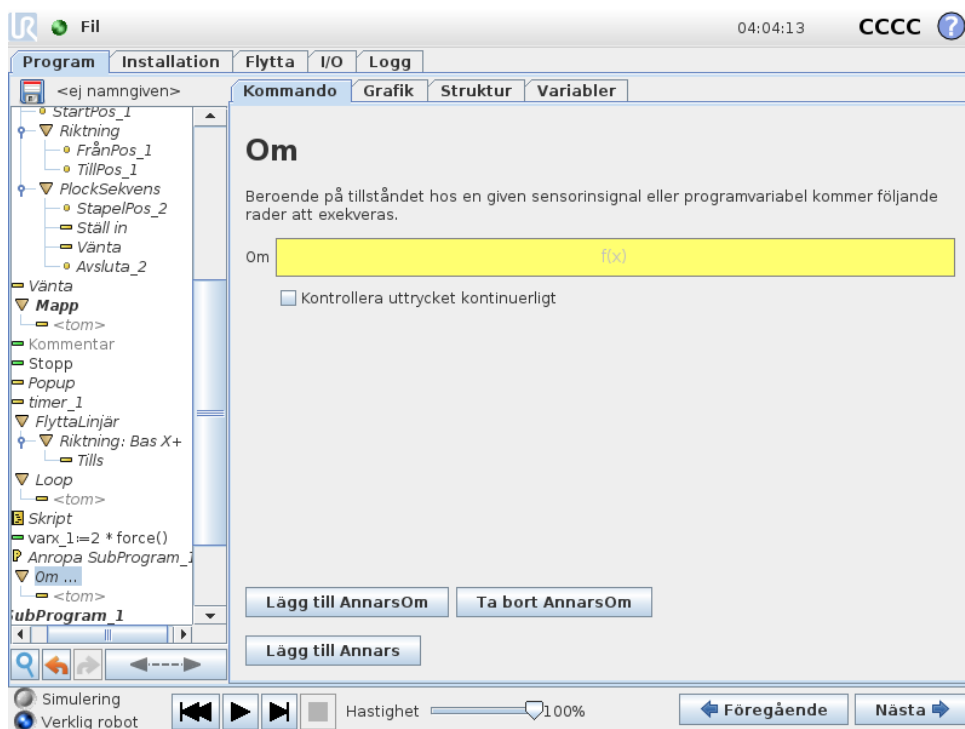 UR Fil 04:04:13 CCCC ?
Program Installation Flytta I/O Logg
<ej namngiven>
Kommando Grafik Struktur Variabler
StartPos_1
Riktning
FrånPos_1
TillPos_1
PlockSekvens
StapelPos_2
Ställ in
Vänta
Avsluta_2
Vänta
Mapp
<tom>
Kommentar
Stopp
Popup
timer_1
FlyttaLinjär
Riktning: Bas X+
Tills
Loop
<tom>
Skript
varx_1:=2 * force()
Anropa SubProgram_1
Om ...
<tom>
SubProgram_1
Om
Beroende på tillståndet hos en given sensorinsignal eller programvariabel kommer följande
rader att exekveras.
Om f(x)
Kontrollera uttrycket kontinuerligt
Lägg till AnnarsOm Ta bort AnnarsOm
Lägg till Annars
Simulering
Verklig robot
Hastighet 100%
Föregående Nästa